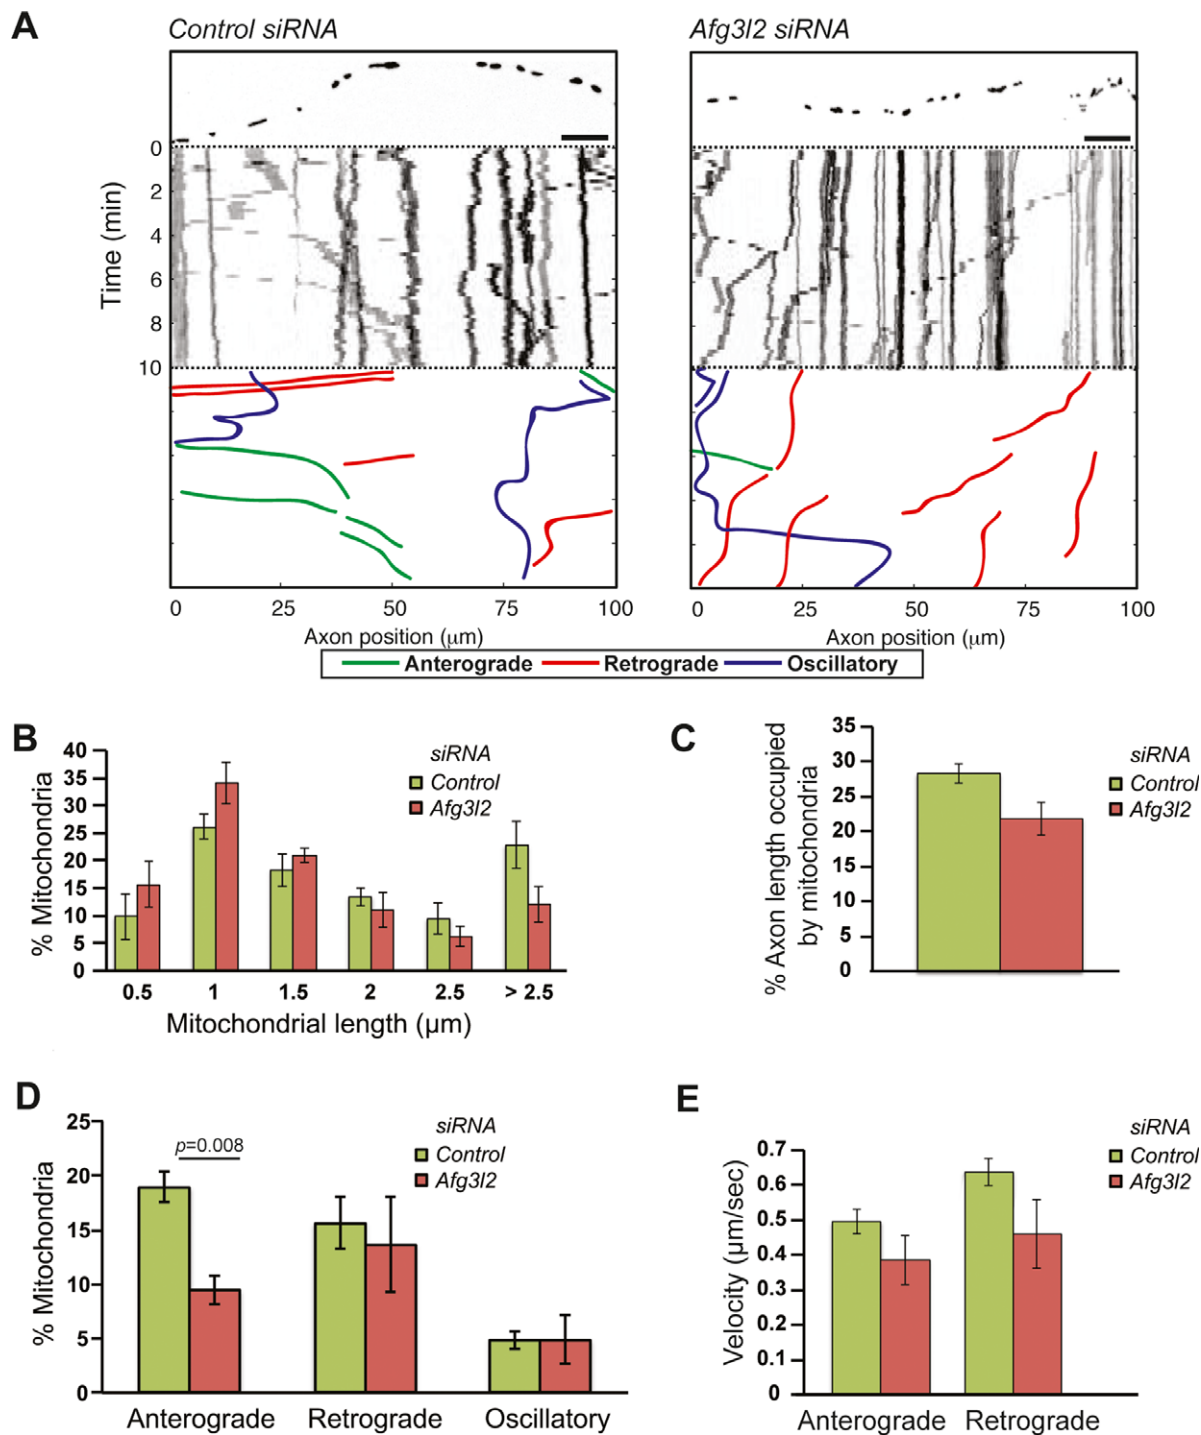 A
Control siRNA
Afg3l2 siRNA
Time (min)
0
2
4
6
8
10
0 25 50 75 100
Axon position (µm)
0 25 50 75 100
Axon position (µm)
Anterograde Retrograde Oscillatory
B
% Mitochondria
40
35
30
25
20
15
10
5
0
siRNA
Control
Afg3l2
0.5 1 1.5 2 2.5 > 2.5
Mitochondrial length (µm)
C
% Axon length occupied
by mitochondria
35
30
25
20
15
10
5
0
siRNA
Control
Afg3l2
D
% Mitochondria
25
20
15
10
5
0
p=0.008
siRNA
Control
Afg3l2
Anterograde Retrograde Oscillatory
E
Velocity (µm/sec)
0.7
0.6
0.5
0.4
0.3
0.2
0.1
0
siRNA
Control
Afg3l2
Anterograde Retrograde